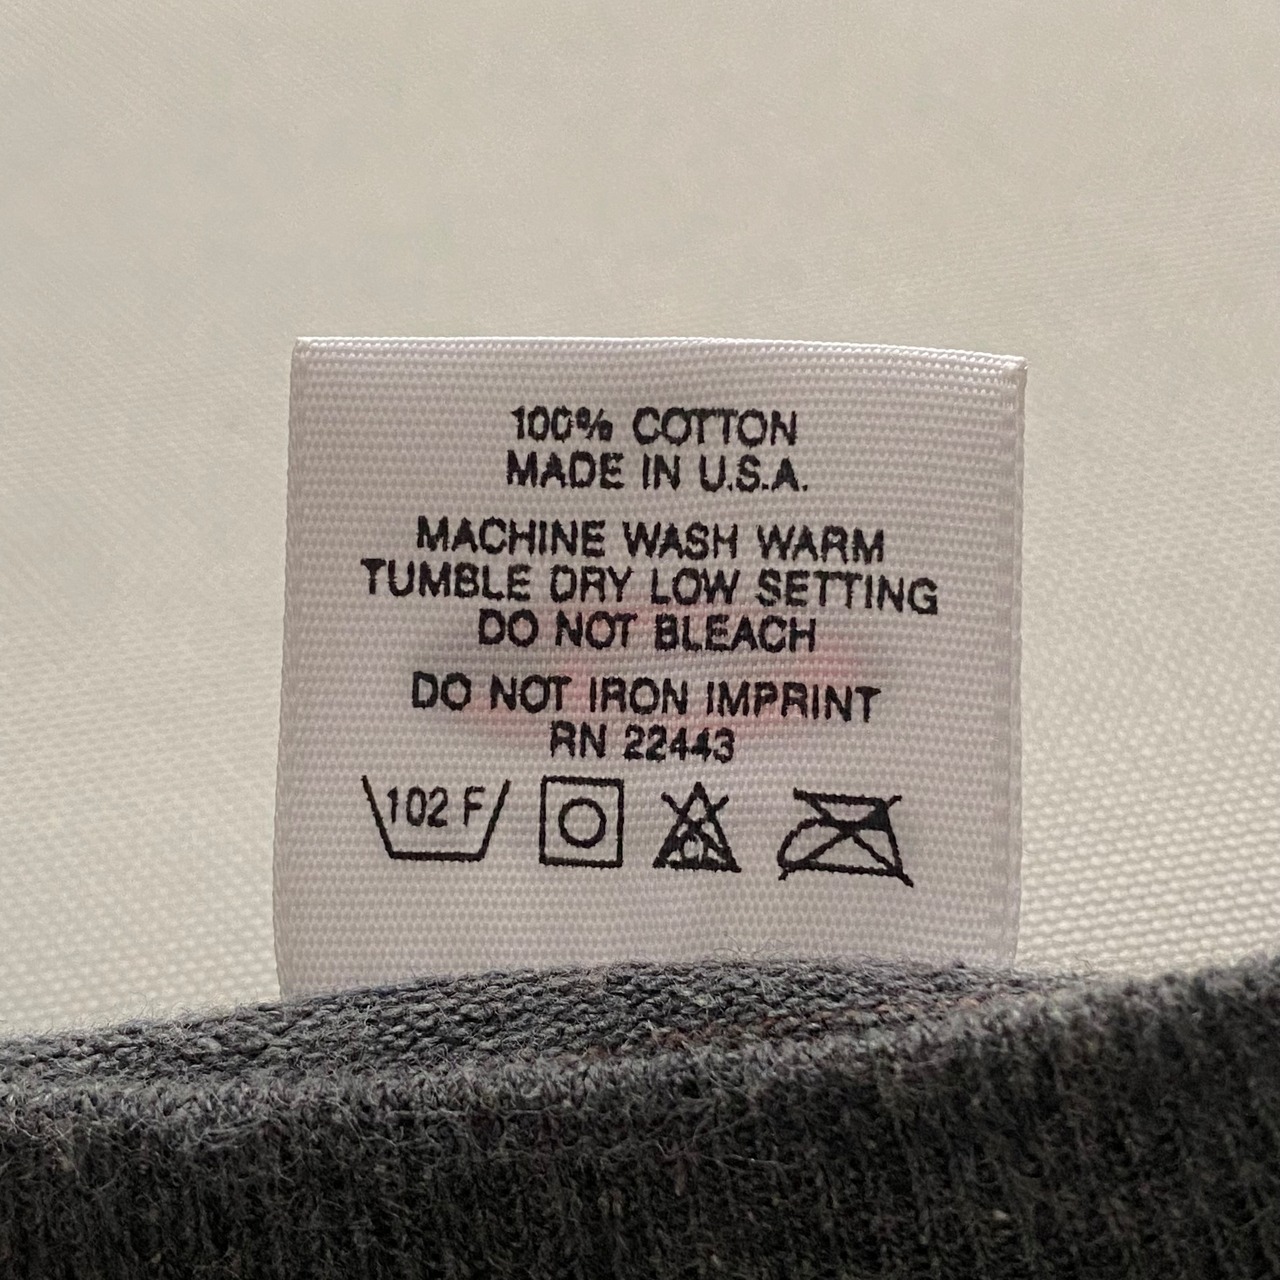 100% COTTON
MADE IN U.S.A.
MACHINE WASH WARM
TUMBLE DRY LOW SETTING
DO NOT BLEACH
DO NOT IRON IMPRINT
RN 22443
102 F CL